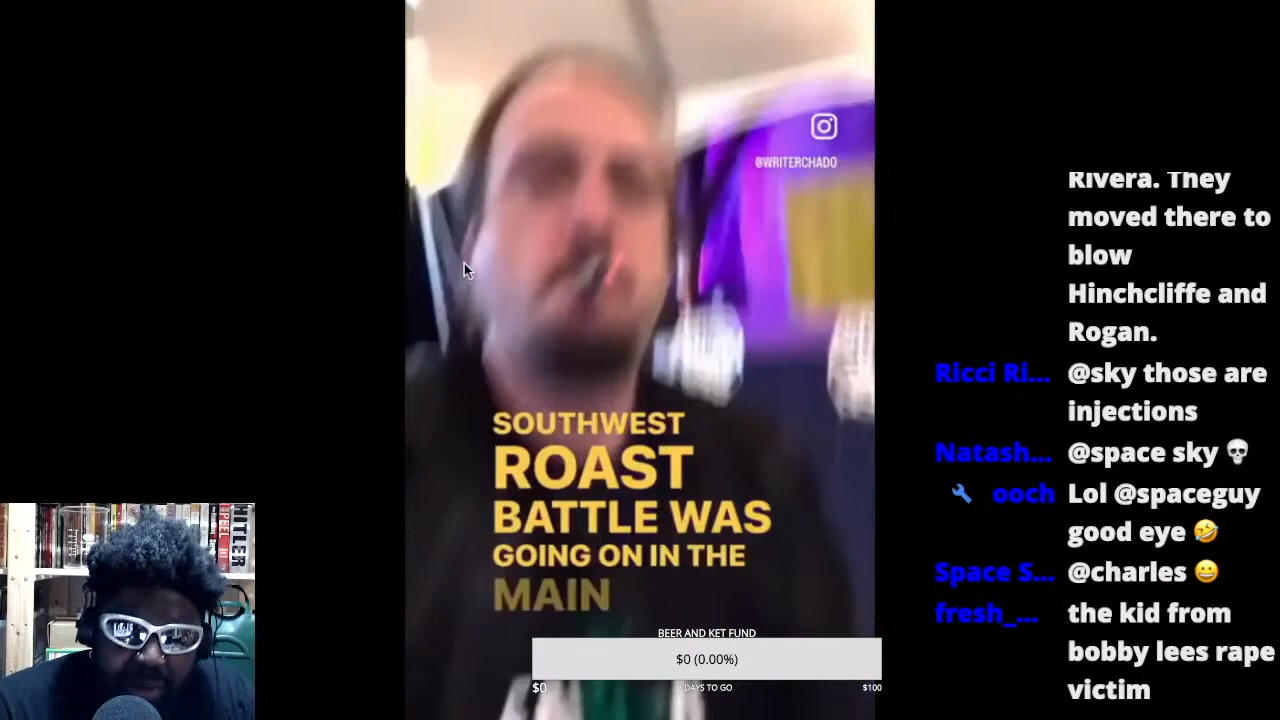 @WRITERCHADO
SOUTHWEST
ROAST
BATTLE WAS
GOING ON IN THE
MAIN
BEER AND KET FUND
$0 (0.00%)
$0
DAYS TO GO
$100
Rivera. They
moved there to
blow
Hinchcliffe and
Rogan.
Ricci Ri... @sky those are
injections
Natash... @space sky 💀
ooch Lol @spaceguy
good eye 🤣
Space S... @charles 😀
fresh_... the kid from
bobby lees rape
victim
HITLER